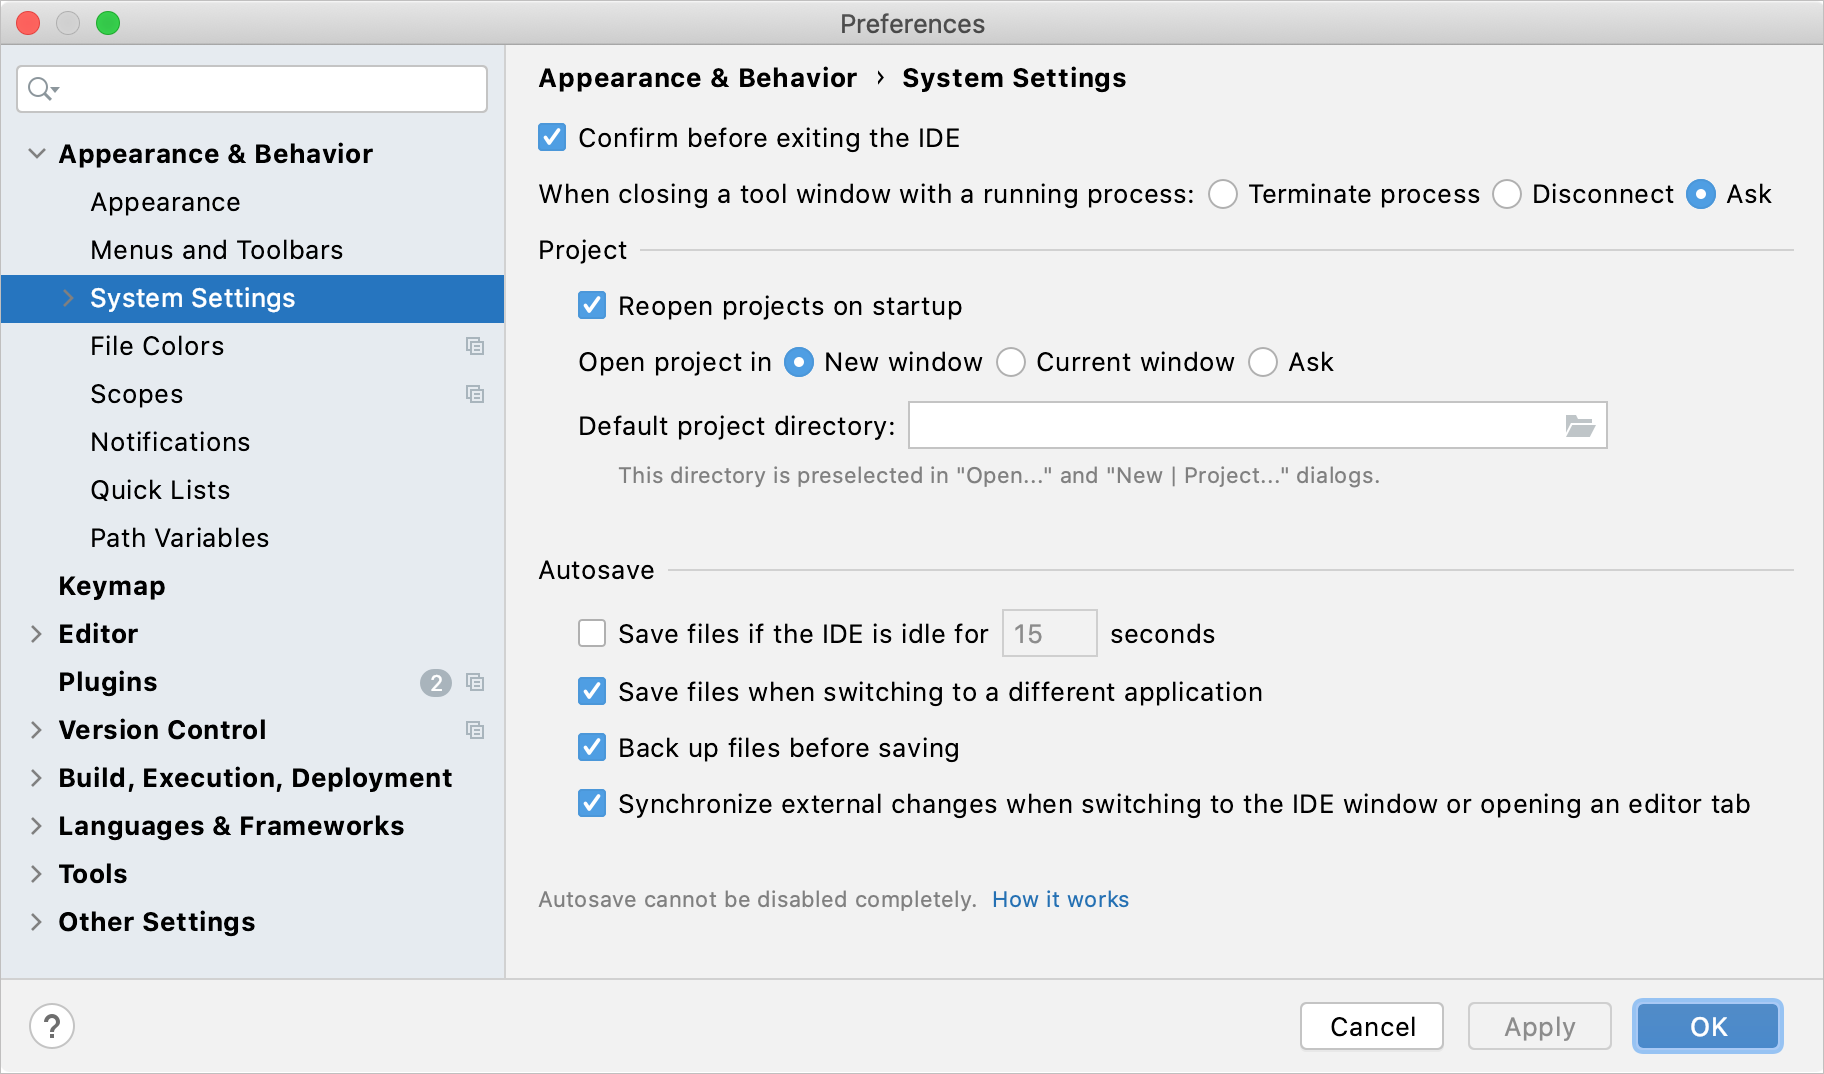 Preferences
Appearance & Behavior
Appearance
Menus and Toolbars
System Settings
File Colors
Scopes
Notifications
Quick Lists
Path Variables
Keymap
Editor
Plugins 2
Version Control
Build, Execution, Deployment
Languages & Frameworks
Tools
Other Settings
Appearance & Behavior › System Settings
Confirm before exiting the IDE
When closing a tool window with a running process: Terminate process Disconnect Ask
Project
Reopen projects on startup
Open project in New window Current window Ask
Default project directory:
This directory is preselected in "Open..." and "New | Project..." dialogs.
Autosave
Save files if the IDE is idle for 15 seconds
Save files when switching to a different application
Back up files before saving
Synchronize external changes when switching to the IDE window or opening an editor tab
Autosave cannot be disabled completely. How it works
? Cancel Apply OK